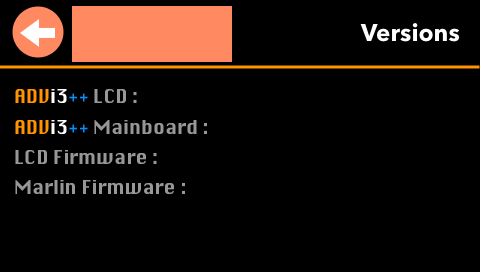 Versions
ADVi3++ LCD :
ADVi3++ Mainboard :
LCD Firmware :
Marlin Firmware :